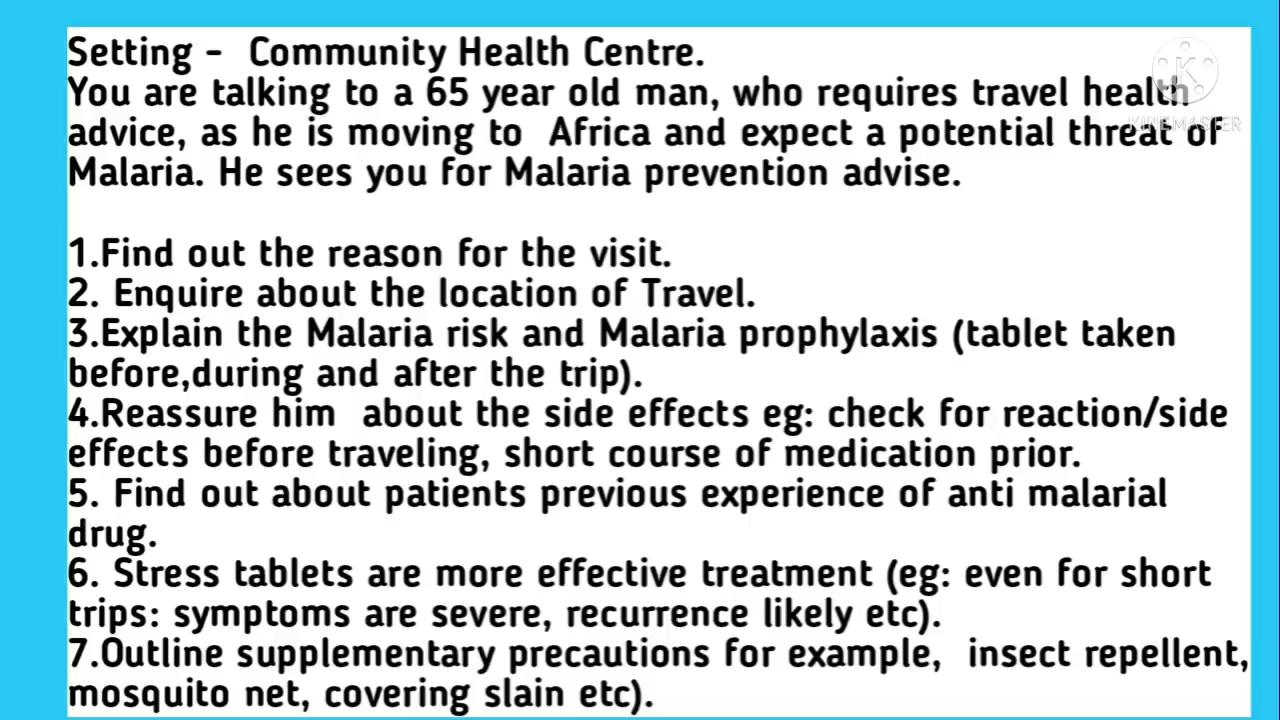 Setting - Community Health Centre.
You are talking to a 65 year old man, who requires travel health
advice, as he is moving to Africa and expect a potential threat of
Malaria. He sees you for Malaria prevention advise.
1.Find out the reason for the visit.
2. Enquire about the location of Travel.
3.Explain the Malaria risk and Malaria prophylaxis (tablet taken
before,during and after the trip).
4.Reassure him about the side effects eg: check for reaction/side
effects before traveling, short course of medication prior.
5. Find out about patients previous experience of anti malarial
drug.
6. Stress tablets are more effective treatment (eg: even for short
trips: symptoms are severe, recurrence likely etc).
7.Outline supplementary precautions for example, insect repellent,
mosquito net, covering slain etc).
K
KINEMASTER